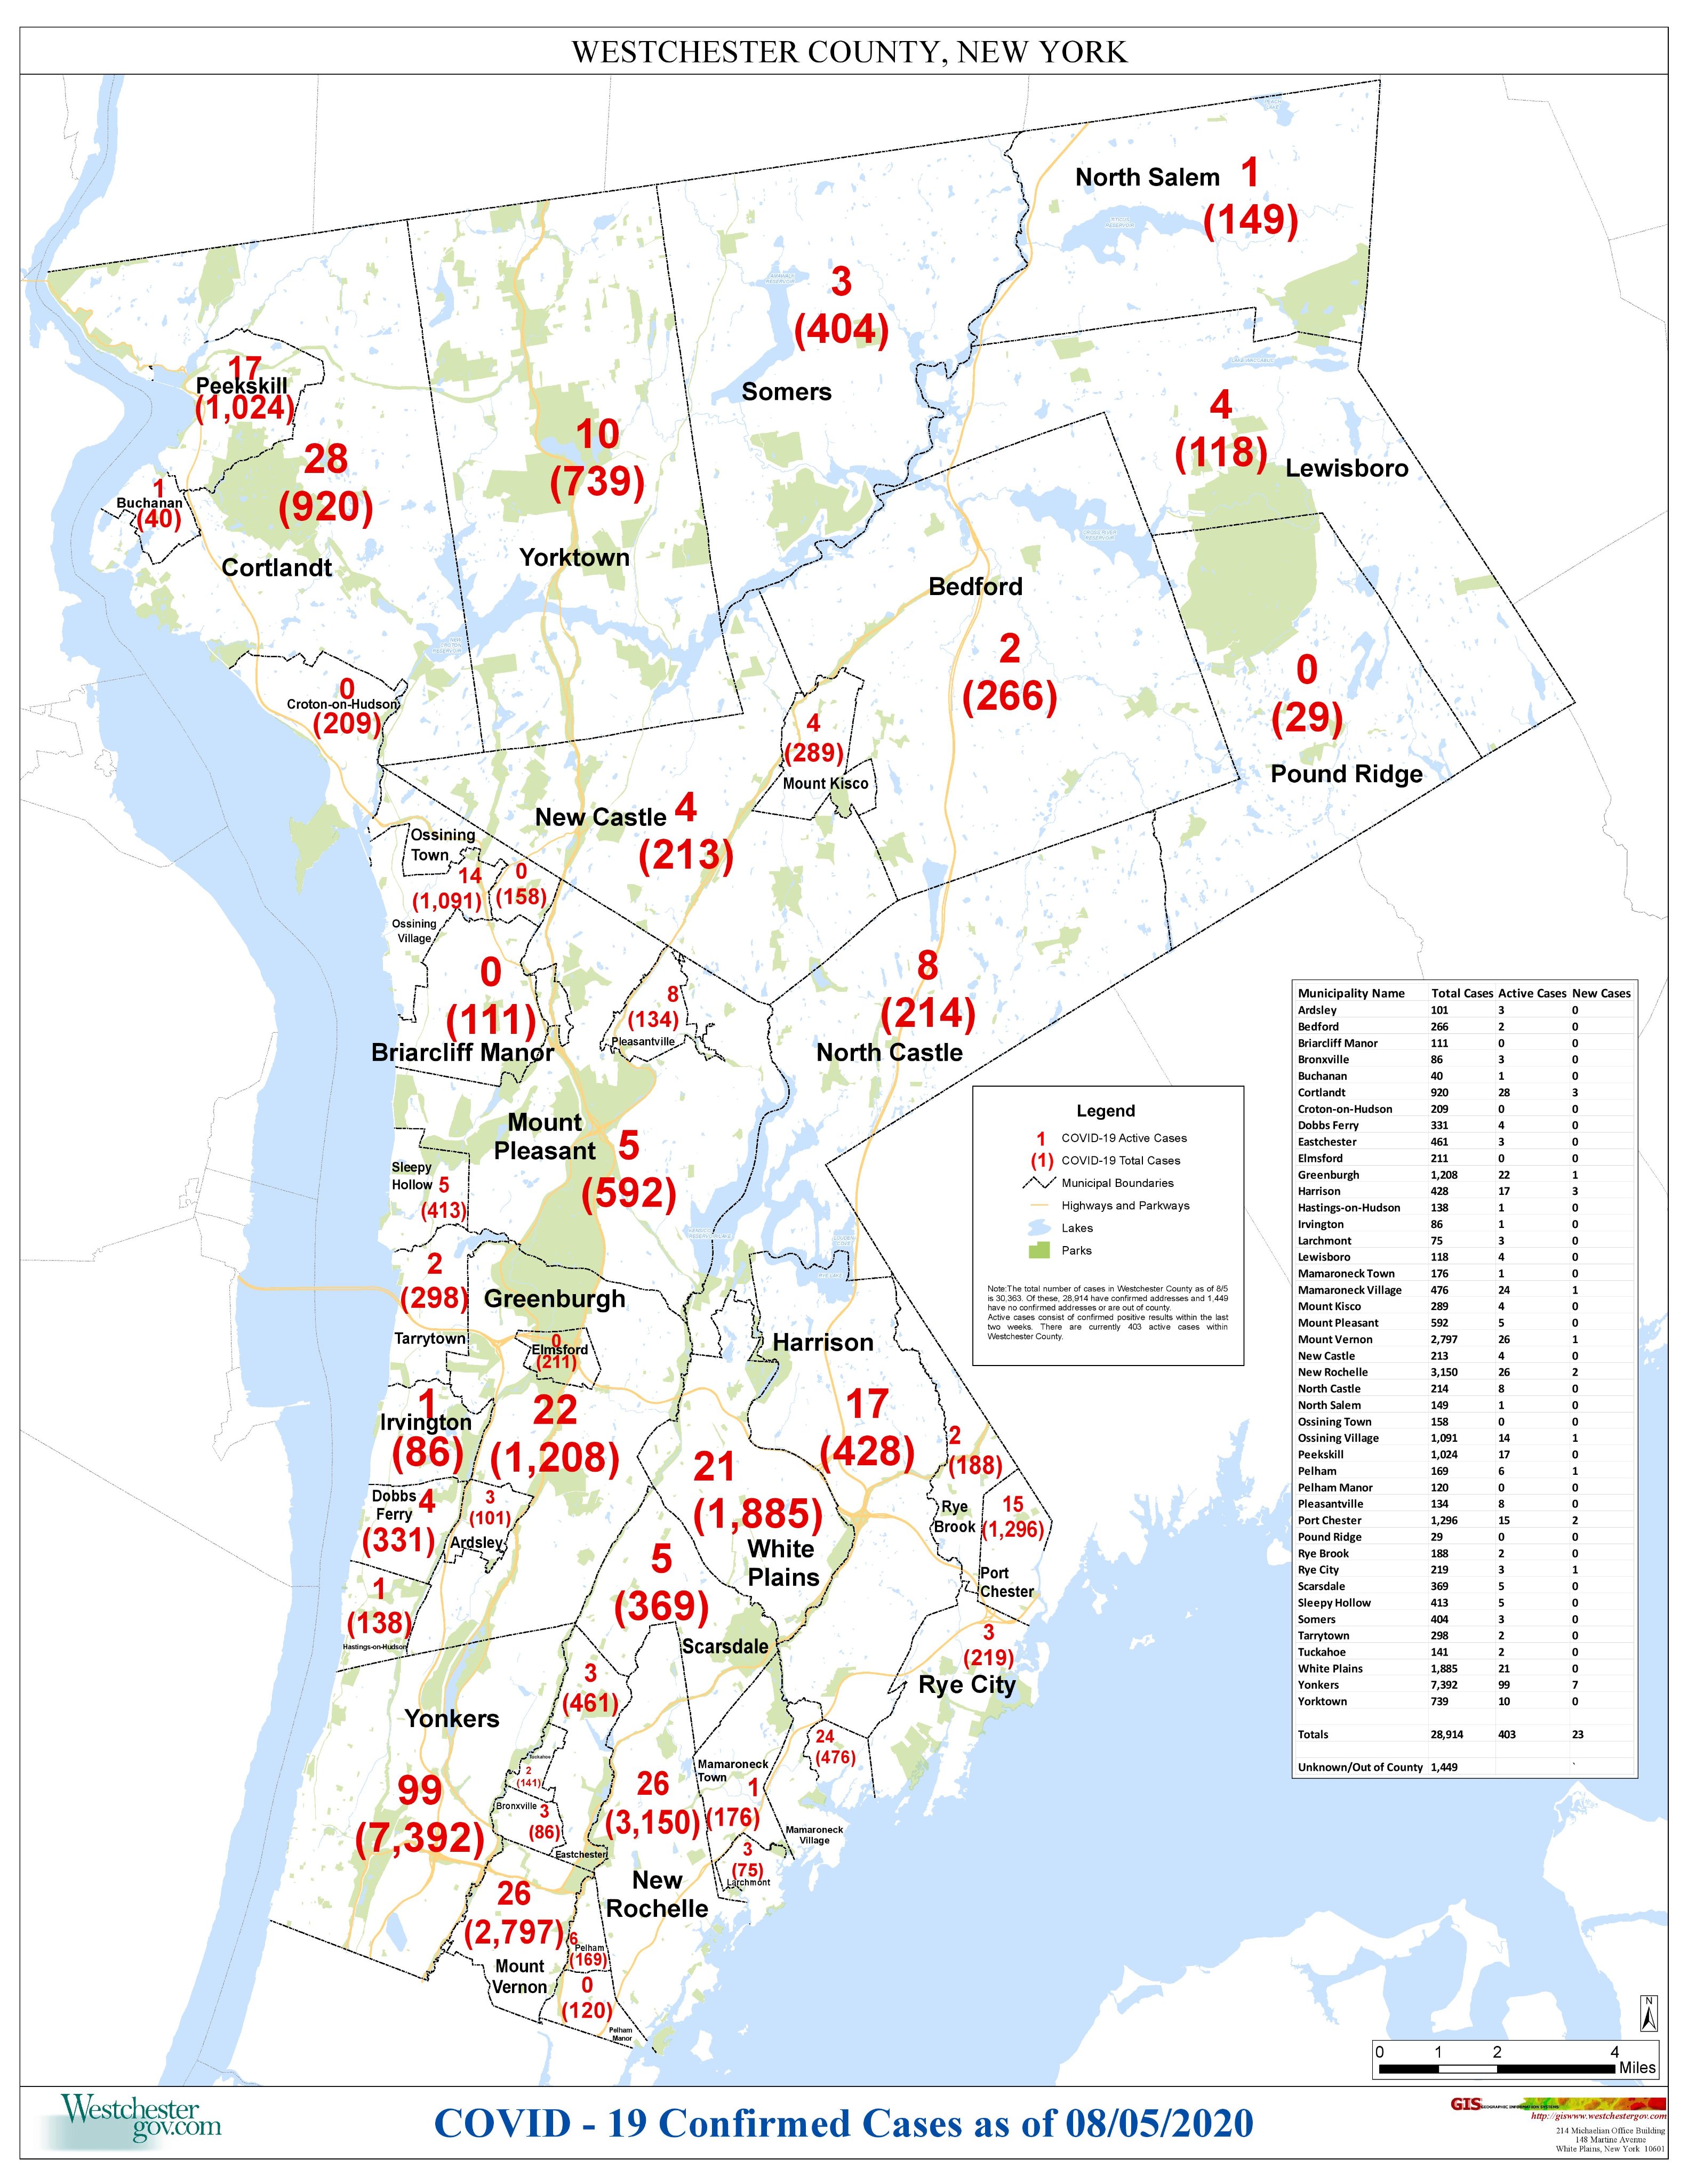 WESTCHESTER COUNTY, NEW YORK
North Salem 1
(149)
3
(404)
Somers
17
Peekskill
(1,024)
28
(920)
Cortlandt
1
Buchanan
(40)
10
(739)
Yorktown
4
(118)
Lewisboro
Bedford
2
(266)
0
(29)
Pound Ridge
0
Croton-on-Hudson
(209)
4
(289)
Mount Kisco
New Castle 4
(213)
Ossining
Town
14
(1,091)
0
(158)
Ossining
Village
0
(111)
Briarcliff Manor
8
(134)
Pleasantville
8
(214)
North Castle
Mount
Pleasant 5
(592)
Sleepy
Hollow 5
(413)
2
(298)
Tarrytown
Greenburgh
0
Elmsford
(211)
22
(1,208)
1
Irvington
(86)
Dobbs
Ferry 4
(331)
3
(101)
Ardsley
1
(138)
Hastings-on-Hudson
Harrison
17
(428)
21
(1,885)
White
Plains
2
(188)
Rye
Brook
15
(1,296)
Port
Chester
5
(369)
Scarsdale
3
(219)
Rye City
3
(461)
Yonkers
99
(7,392)
2
(141)
Bronxville 3
(86)
Eastchester
26
(3,150)
New
Rochelle
Mamaroneck
Town 1
(176)
24
(476)
Mamaroneck
Village
3
(75)
Larchmont
26
(2,797)
Mount
Vernon
6
Pelham
(169)
0
(120)
Pelham
Manor
Legend
1 COVID-19 Active Cases
(1) COVID-19 Total Cases
Municipal Boundaries
Highways and Parkways
Lakes
Parks
Note:The total number of cases in Westchester County as of 8/5
is 30,363. Of these, 28,914 have confirmed addresses and 1,449
have no confirmed addresses or are out of county.
Active cases consist of confirmed positive results within the last
two weeks. There are currently 403 active cases within
Westchester County.
Municipality Name Total Cases Active Cases New Cases
Ardsley 101 3 0
Bedford 266 2 0
Briarcliff Manor 111 0 0
Bronxville 86 3 0
Buchanan 40 1 0
Cortlandt 920 28 3
Croton-on-Hudson 209 0 0
Dobbs Ferry 331 4 0
Eastchester 461 3 0
Elmsford 211 0 0
Greenburgh 1,208 22 1
Harrison 428 17 3
Hastings-on-Hudson 138 1 0
Irvington 86 1 0
Larchmont 75 3 0
Lewisboro 118 4 0
Mamaroneck Town 176 1 0
Mamaroneck Village 476 24 1
Mount Kisco 289 4 0
Mount Pleasant 592 5 0
Mount Vernon 2,797 26 1
New Castle 213 4 0
New Rochelle 3,150 26 2
North Castle 214 8 0
North Salem 149 1 0
Ossining Town 158 0 0
Ossining Village 1,091 14 1
Peekskill 1,024 17 0
Pelham 169 6 1
Pelham Manor 120 0 0
Pleasantville 134 8 0
Port Chester 1,296 15 2
Pound Ridge 29 0 0
Rye Brook 188 2 0
Rye City 219 3 1
Scarsdale 369 5 0
Sleepy Hollow 413 5 0
Somers 404 3 0
Tarrytown 298 2 0
Tuckahoe 141 2 0
White Plains 1,885 21 0
Yonkers 7,392 99 7
Yorktown 739 10 0
Totals 28,914 403 23
Unknown/Out of County 1,449 `
N
0 1 2 4
Miles
Westchester
gov.com
COVID - 19 Confirmed Cases as of 08/05/2020
GIS GEOGRAPHIC INFORMATION SYSTEMS
http://giswww.westchestergov.com
214 Michaelian Office Building
148 Martine Avenue
White Plains, New York 10601